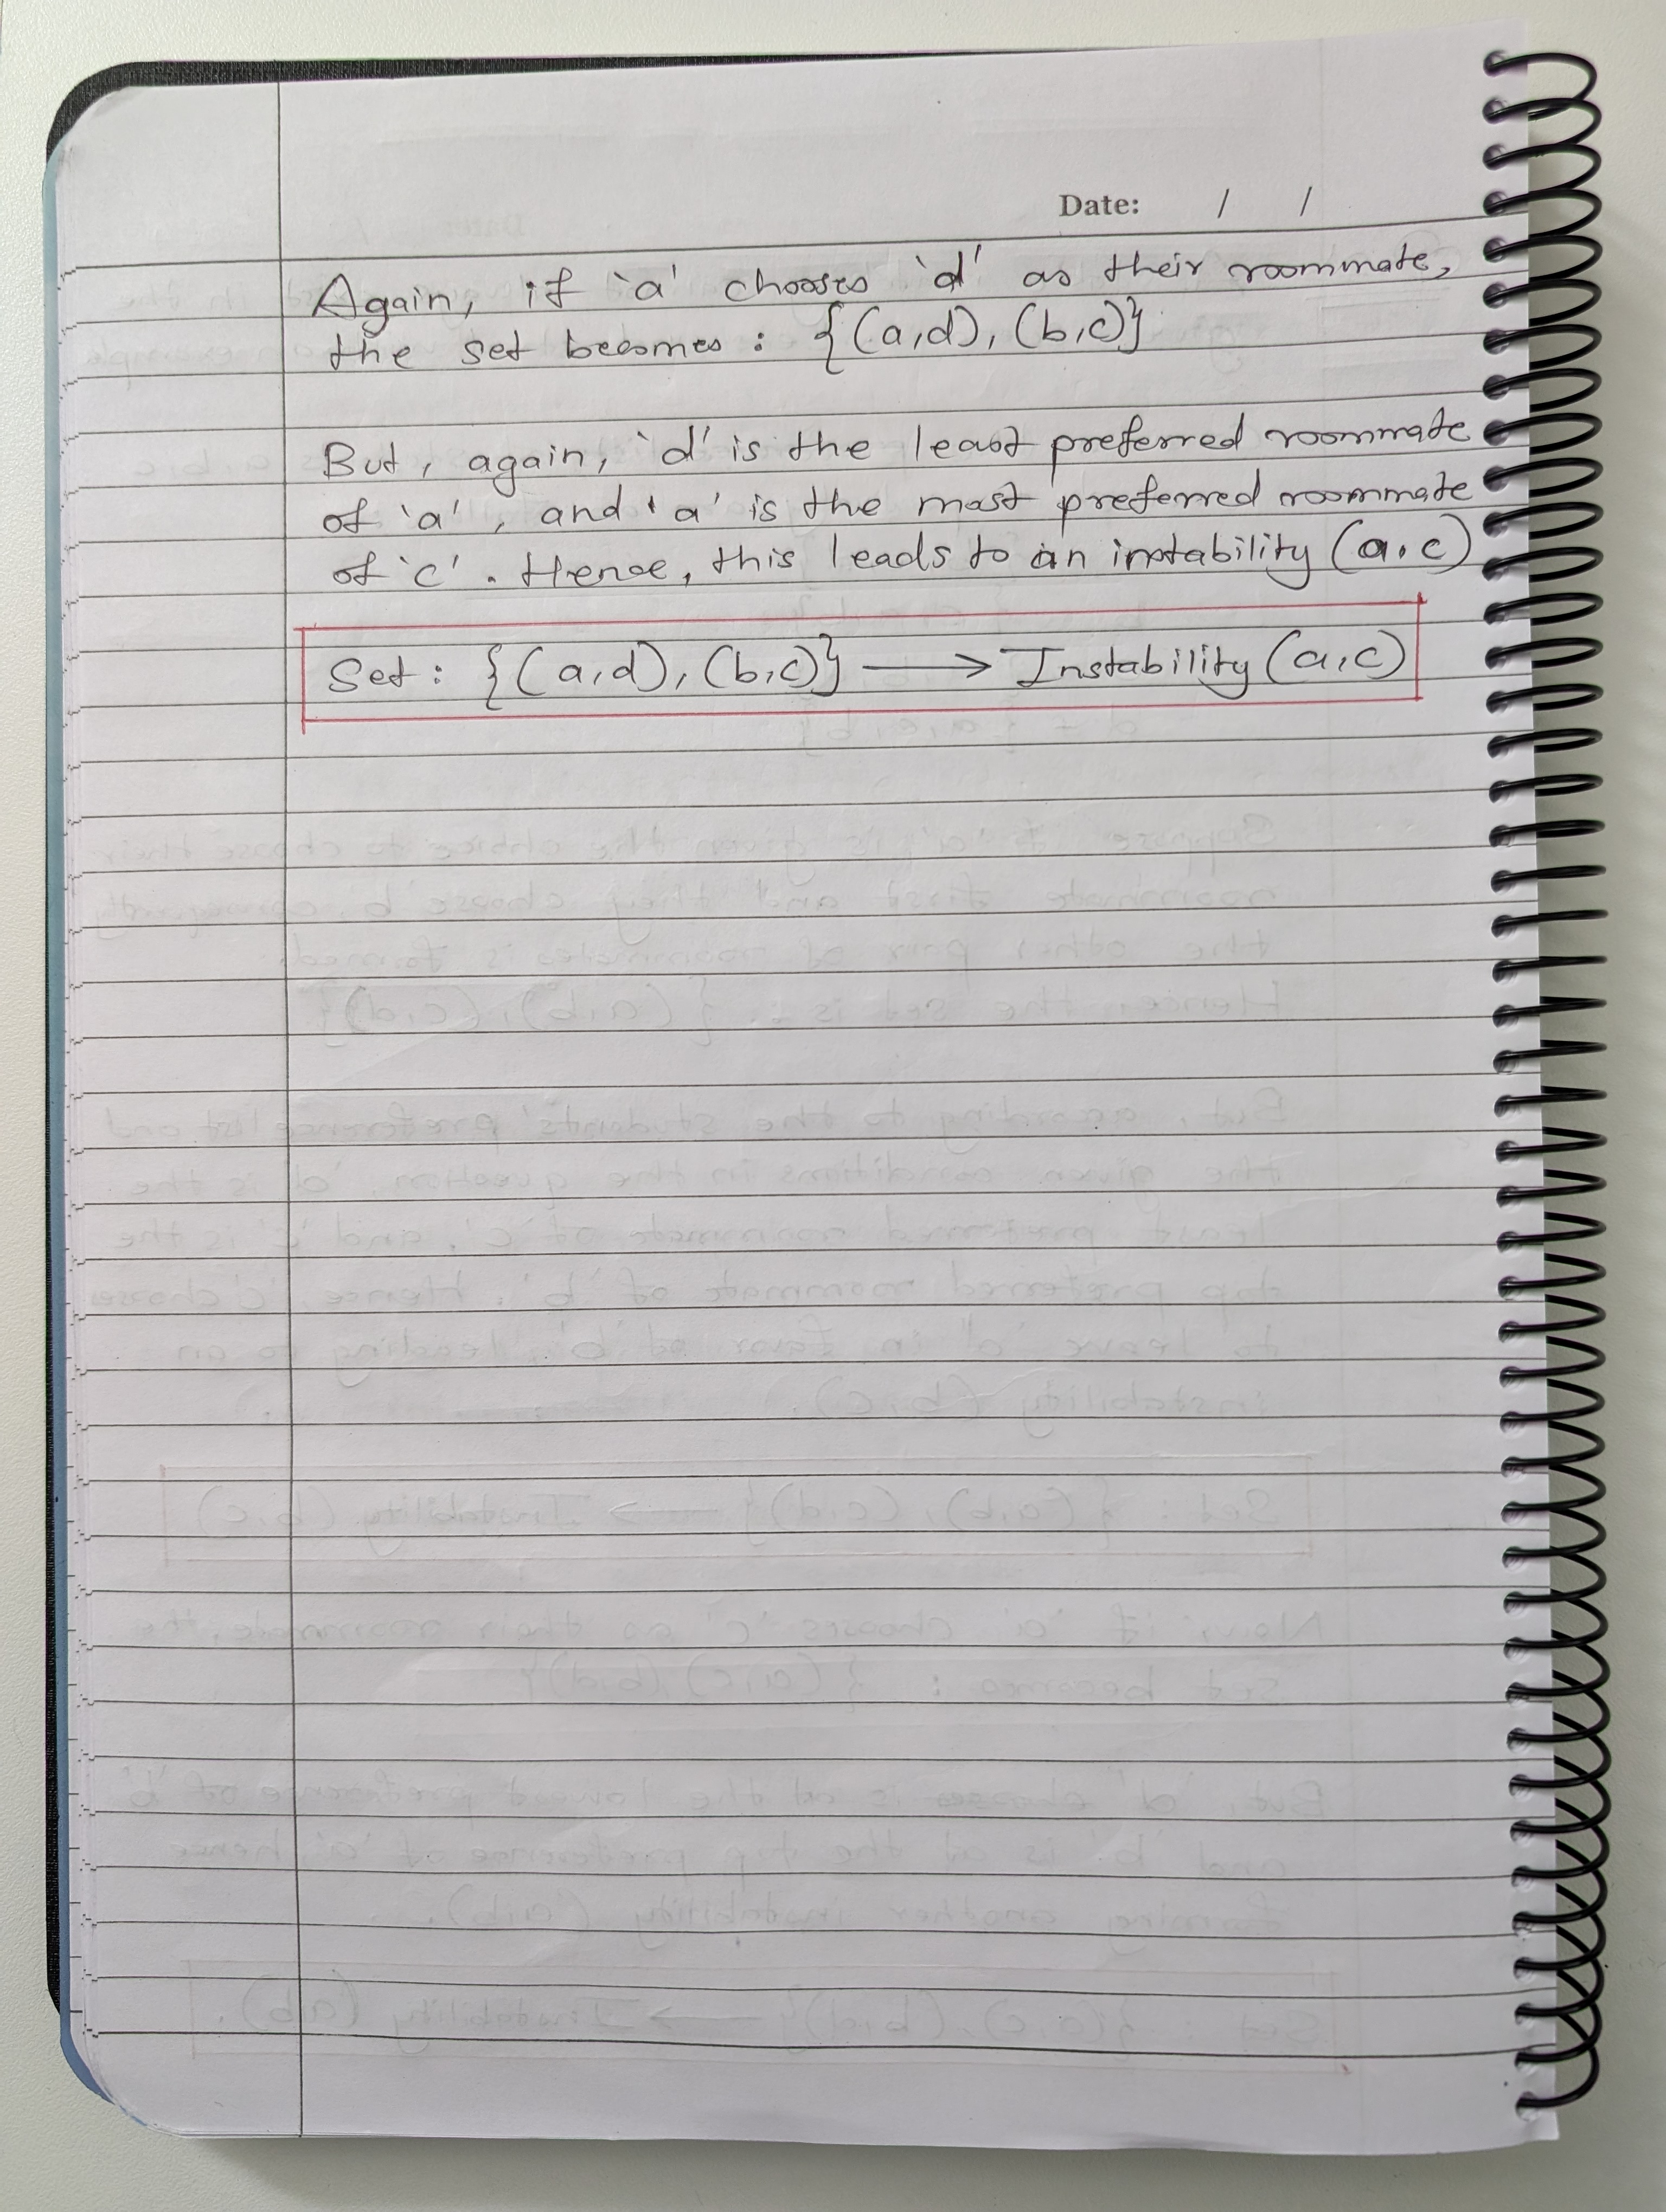 Date: / /
Again, if 'a' chooses 'd' as their roommate,
the set becomes : {(a,d), (b,c)}
But, again, 'd' is the least preferred roommate
of 'a', and 'a' is the most preferred roommate
of 'c'. Hence, this leads to an instability (a,c)
Set : {(a,d), (b,c)} ⟶ Instability (a,c)